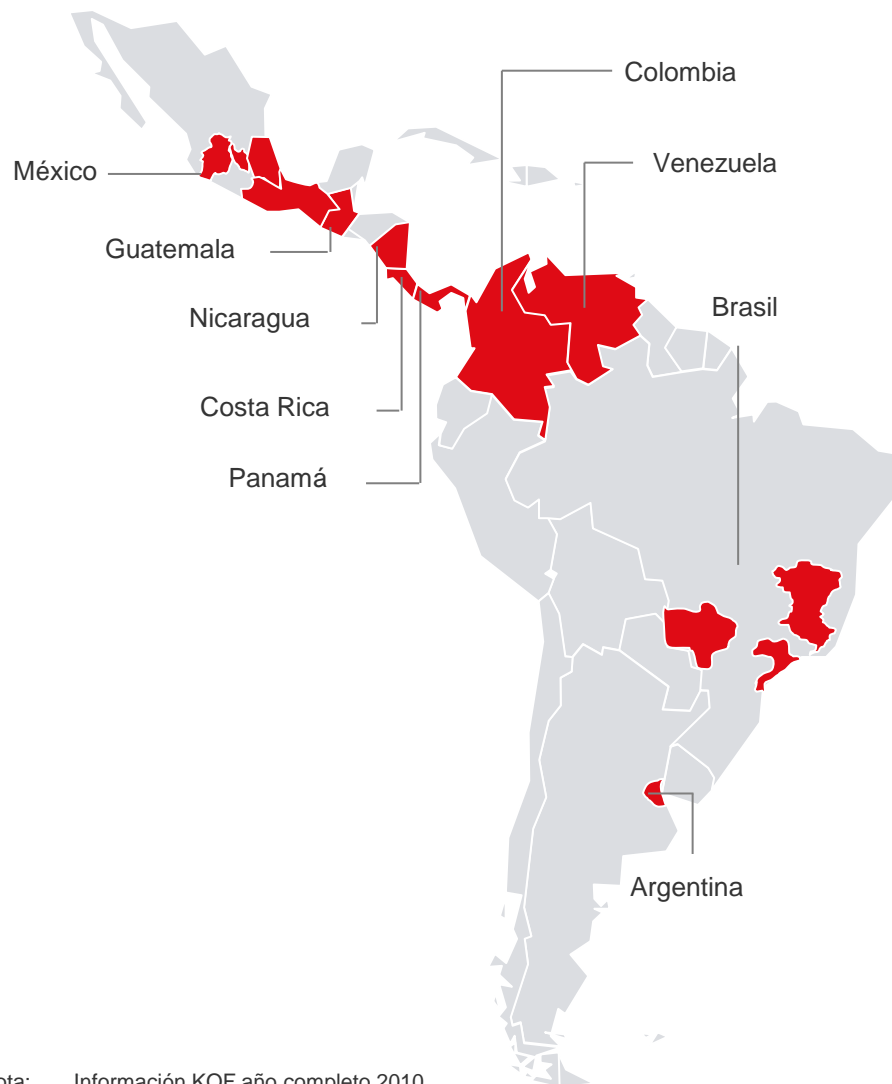 Colombia
Venezuela
México
Guatemala
Brasil
Nicaragua
Costa Rica
Panamá
Argentina
Información KOF año completo 2010